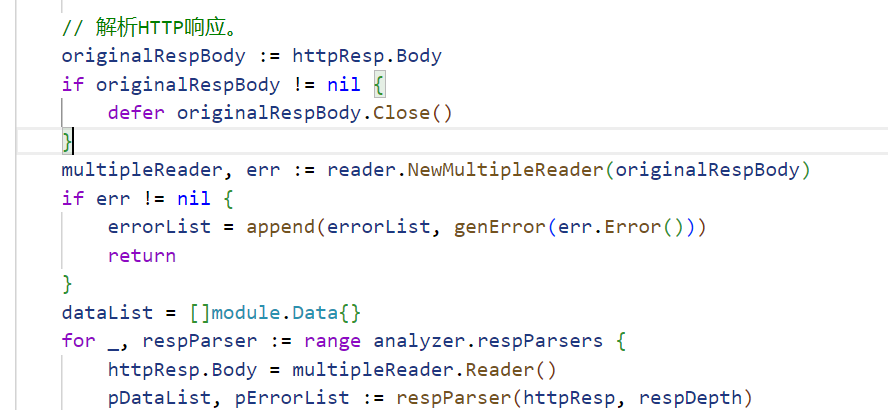 // 解析HTTP响应。
originalRespBody := httpResp.Body
if originalRespBody != nil {
defer originalRespBody.Close()
}
multipleReader, err := reader.NewMultipleReader(originalRespBody)
if err != nil {
errorList = append(errorList, genError(err.Error()))
return
}
dataList = []module.Data{}
for _, respParser := range analyzer.respParsers {
httpResp.Body = multipleReader.Reader()
pDataList, pErrorList := respParser(httpResp, respDepth)